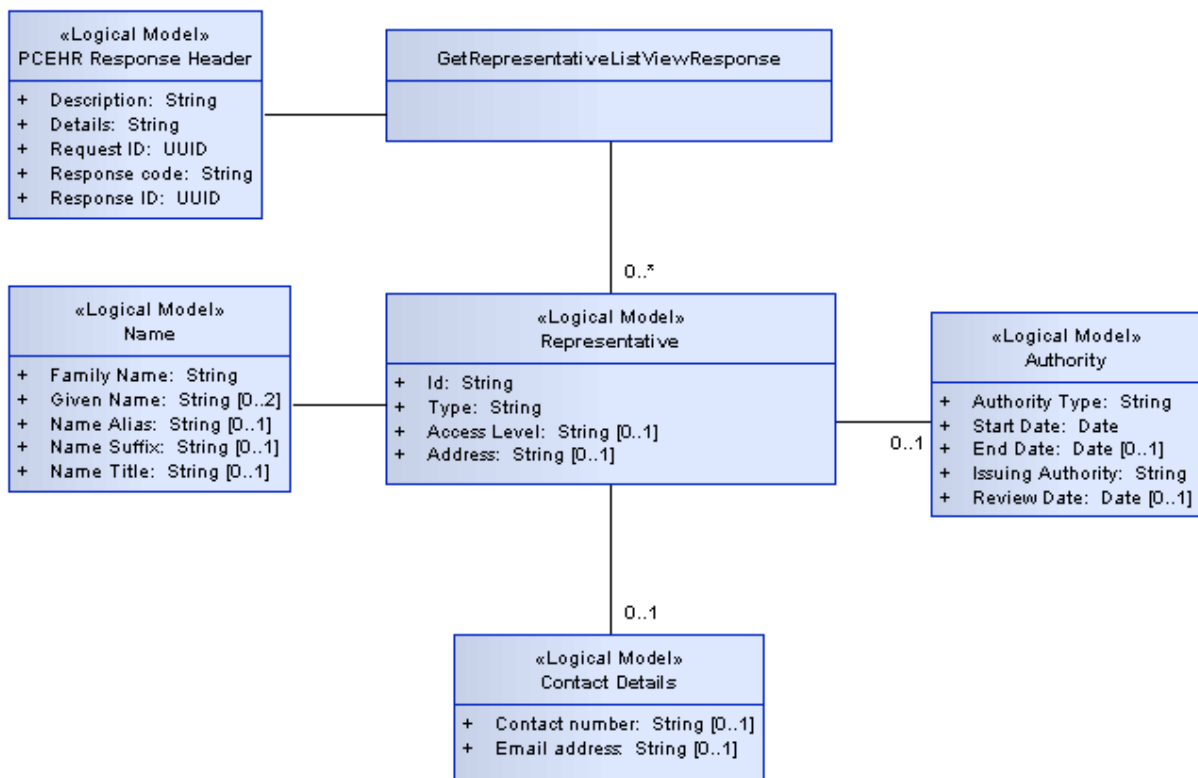 «Logical Model»
PCEHR Response Header
+ Description: String
+ Details: String
+ Request ID: UUID
+ Response code: String
+ Response ID: UUID
GetRepresentativeListViewResponse
0..*
«Logical Model»
Name
+ Family Name: String
+ Given Name: String [0..2]
+ Name Alias: String [0..1]
+ Name Suffix: String [0..1]
+ Name Title: String [0..1]
«Logical Model»
Representative
+ Id: String
+ Type: String
+ Access Level: String [0..1]
+ Address: String [0..1]
0..1
«Logical Model»
Authority
+ Authority Type: String
+ Start Date: Date
+ End Date: Date [0..1]
+ Issuing Authority: String
+ Review Date: Date [0..1]
0..1
«Logical Model»
Contact Details
+ Contact number: String [0..1]
+ Email address: String [0..1]